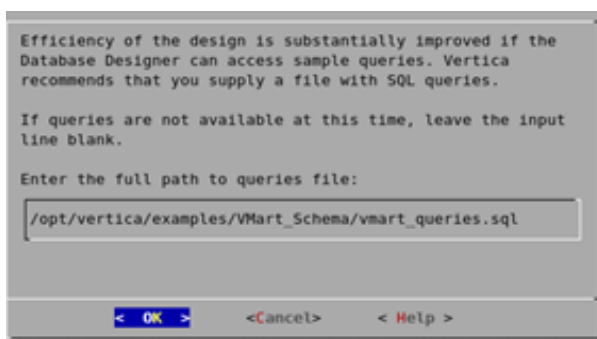 Efficiency of the design is substantially improved if the
Database Designer can access sample queries. Vertica
recommends that you supply a file with SQL queries.
If queries are not available at this time, leave the input
line blank.
Enter the full path to queries file:
/opt/vertica/examples/VMart_Schema/vmart_queries.sql
< OK > <Cancel> < Help >